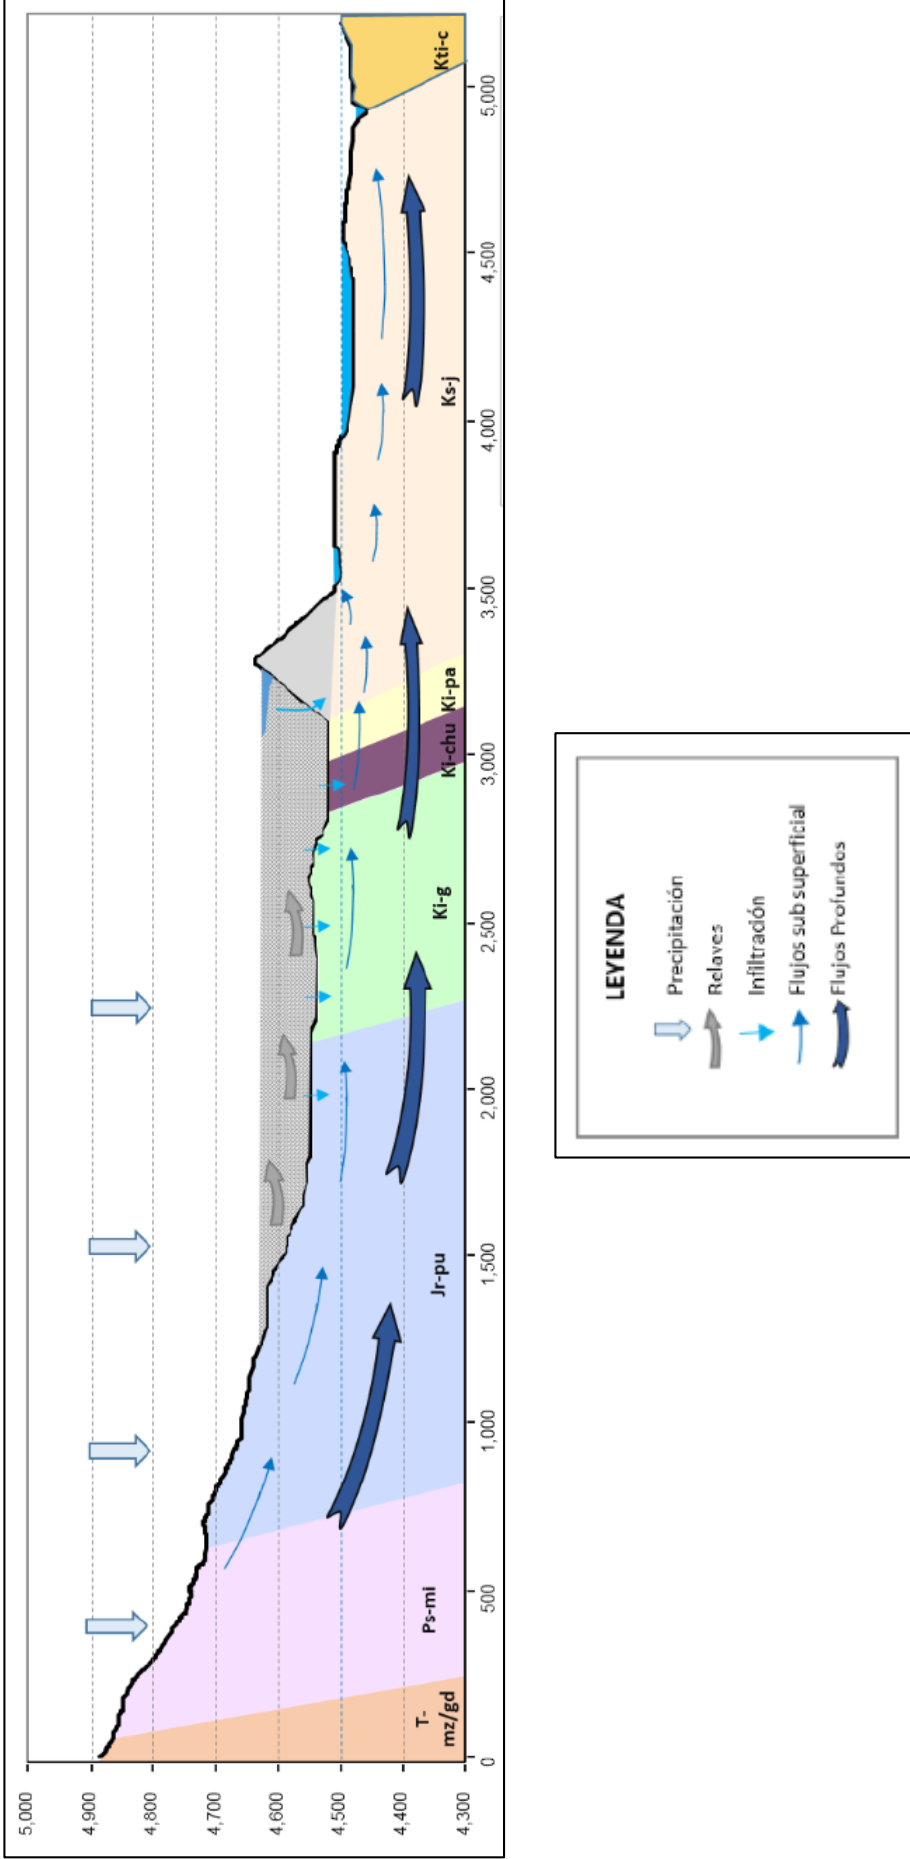 5,000
4,900
4,800
4,700
4,600
4,500
4,400
4,300
0
500
1,000
1,500
2,000
2,500
3,000
3,500
4,000
4,500
5,000
T-
mz/gd
Ps-mi
Jr-pu
Ki-g
Ki-chu
Ki-pa
Ks-j
Kti-c
LEYENDA
Precipitación
Relaves
Infiltración
Flujos sub superficial
Flujos Profundos